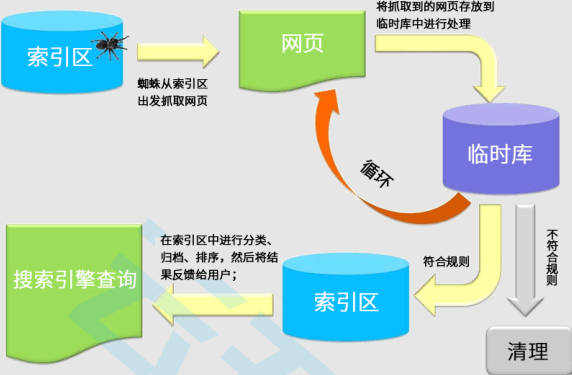 索引区
蜘蛛从索引区
出发抓取网页
网页
将抓取到的网页存放到
临时库中进行处理
临时库
循环
不符合规则
符合规则
清理
索引区
在索引区中进行分类、
归档、排序，然后将结
果反馈给用户；
搜索引擎查询